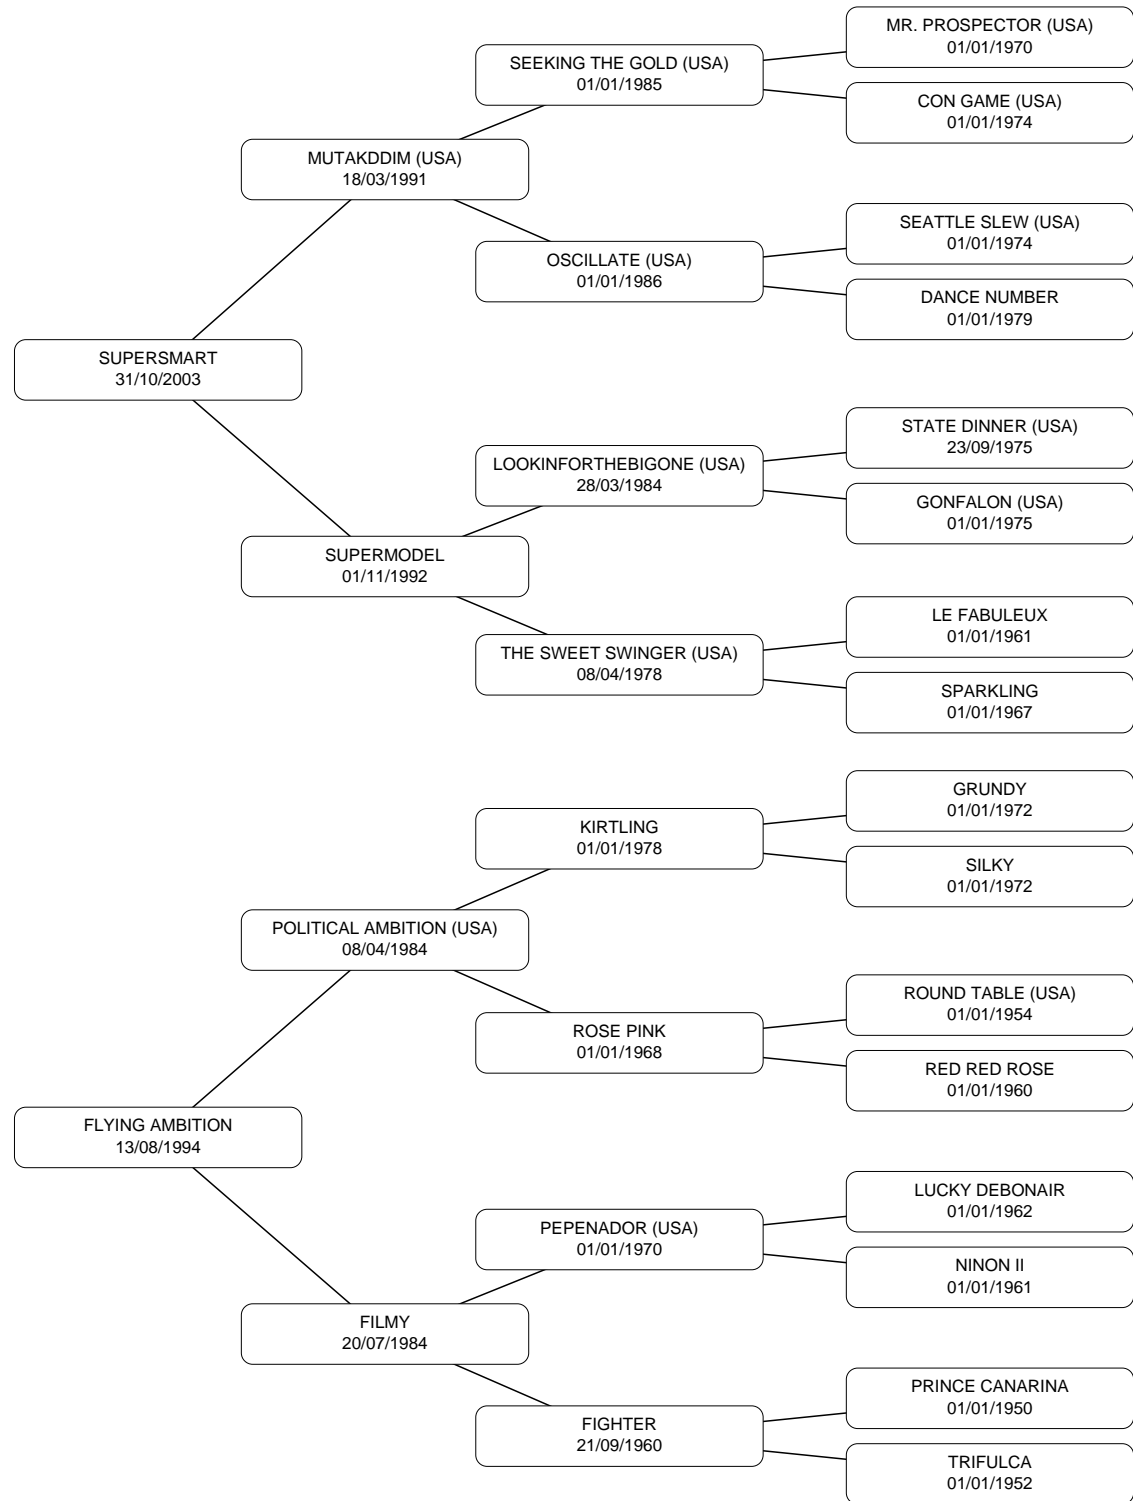 MR. PROSPECTOR (USA)
01/01/1970
SEEKING THE GOLD (USA)
01/01/1985
CON GAME (USA)
01/01/1974
MUTAKDDIM (USA)
18/03/1991
SEATTLE SLEW (USA)
01/01/1974
OSCILLATE (USA)
01/01/1986
DANCE NUMBER
01/01/1979
SUPERSMART
31/10/2003
STATE DINNER (USA)
23/09/1975
LOOKINFORTHEBIGONE (USA)
28/03/1984
GONFALON (USA)
01/01/1975
SUPERMODEL
01/11/1992
LE FABULEUX
01/01/1961
THE SWEET SWINGER (USA)
08/04/1978
SPARKLING
01/01/1967
GRUNDY
01/01/1972
KIRTLING
01/01/1978
SILKY
01/01/1972
POLITICAL AMBITION (USA)
08/04/1984
ROUND TABLE (USA)
01/01/1954
ROSE PINK
01/01/1968
RED RED ROSE
01/01/1960
FLYING AMBITION
13/08/1994
LUCKY DEBONAIR
01/01/1962
PEPENADOR (USA)
01/01/1970
NINON II
01/01/1961
FILMY
20/07/1984
PRINCE CANARINA
01/01/1950
FIGHTER
21/09/1960
TRIFULCA
01/01/1952